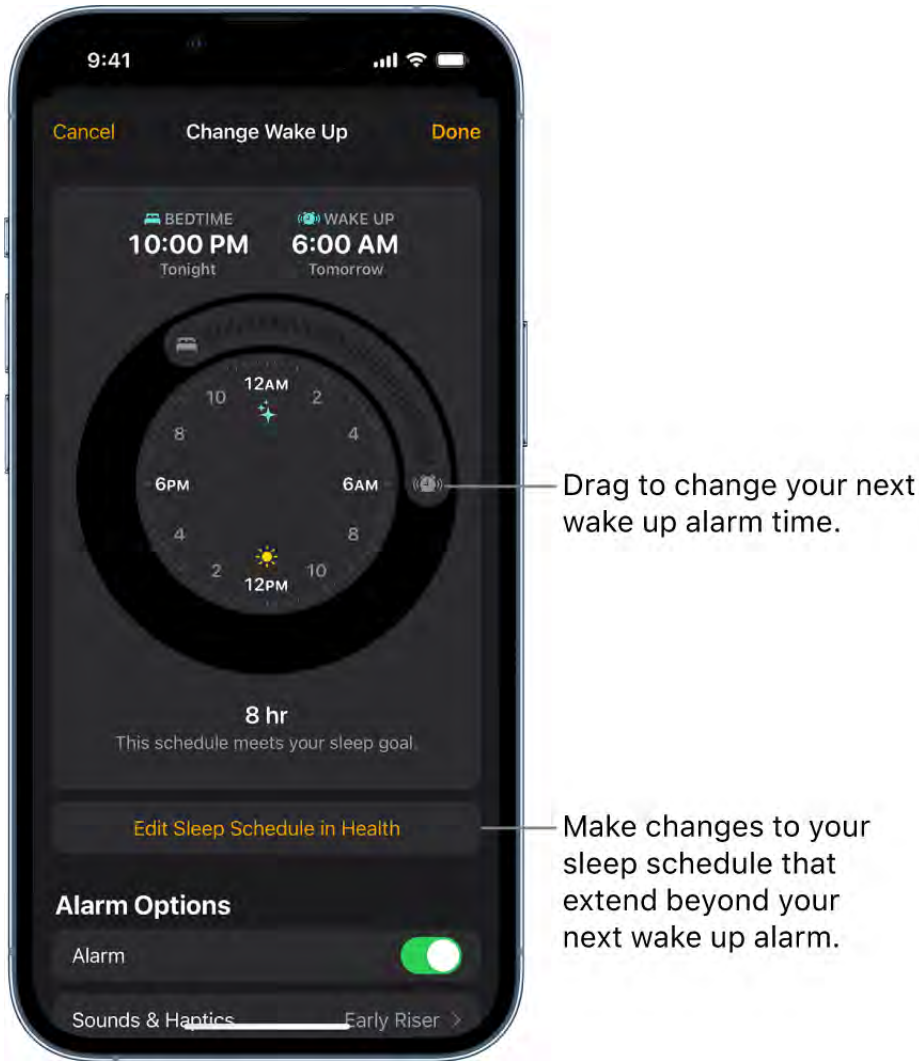 9:41
Cancel Change Wake Up Done
BEDTIME WAKE UP
10:00 PM 6:00 AM
Tonight Tomorrow
12AM
10 2
8 4
6PM 6AM
4 8
2 10
12PM
8 hr
This schedule meets your sleep goal.
Edit Sleep Schedule in Health
Alarm Options
Alarm
Sounds & Haptics Early Riser >
Drag to change your next
wake up alarm time.
Make changes to your
sleep schedule that
extend beyond your
next wake up alarm.